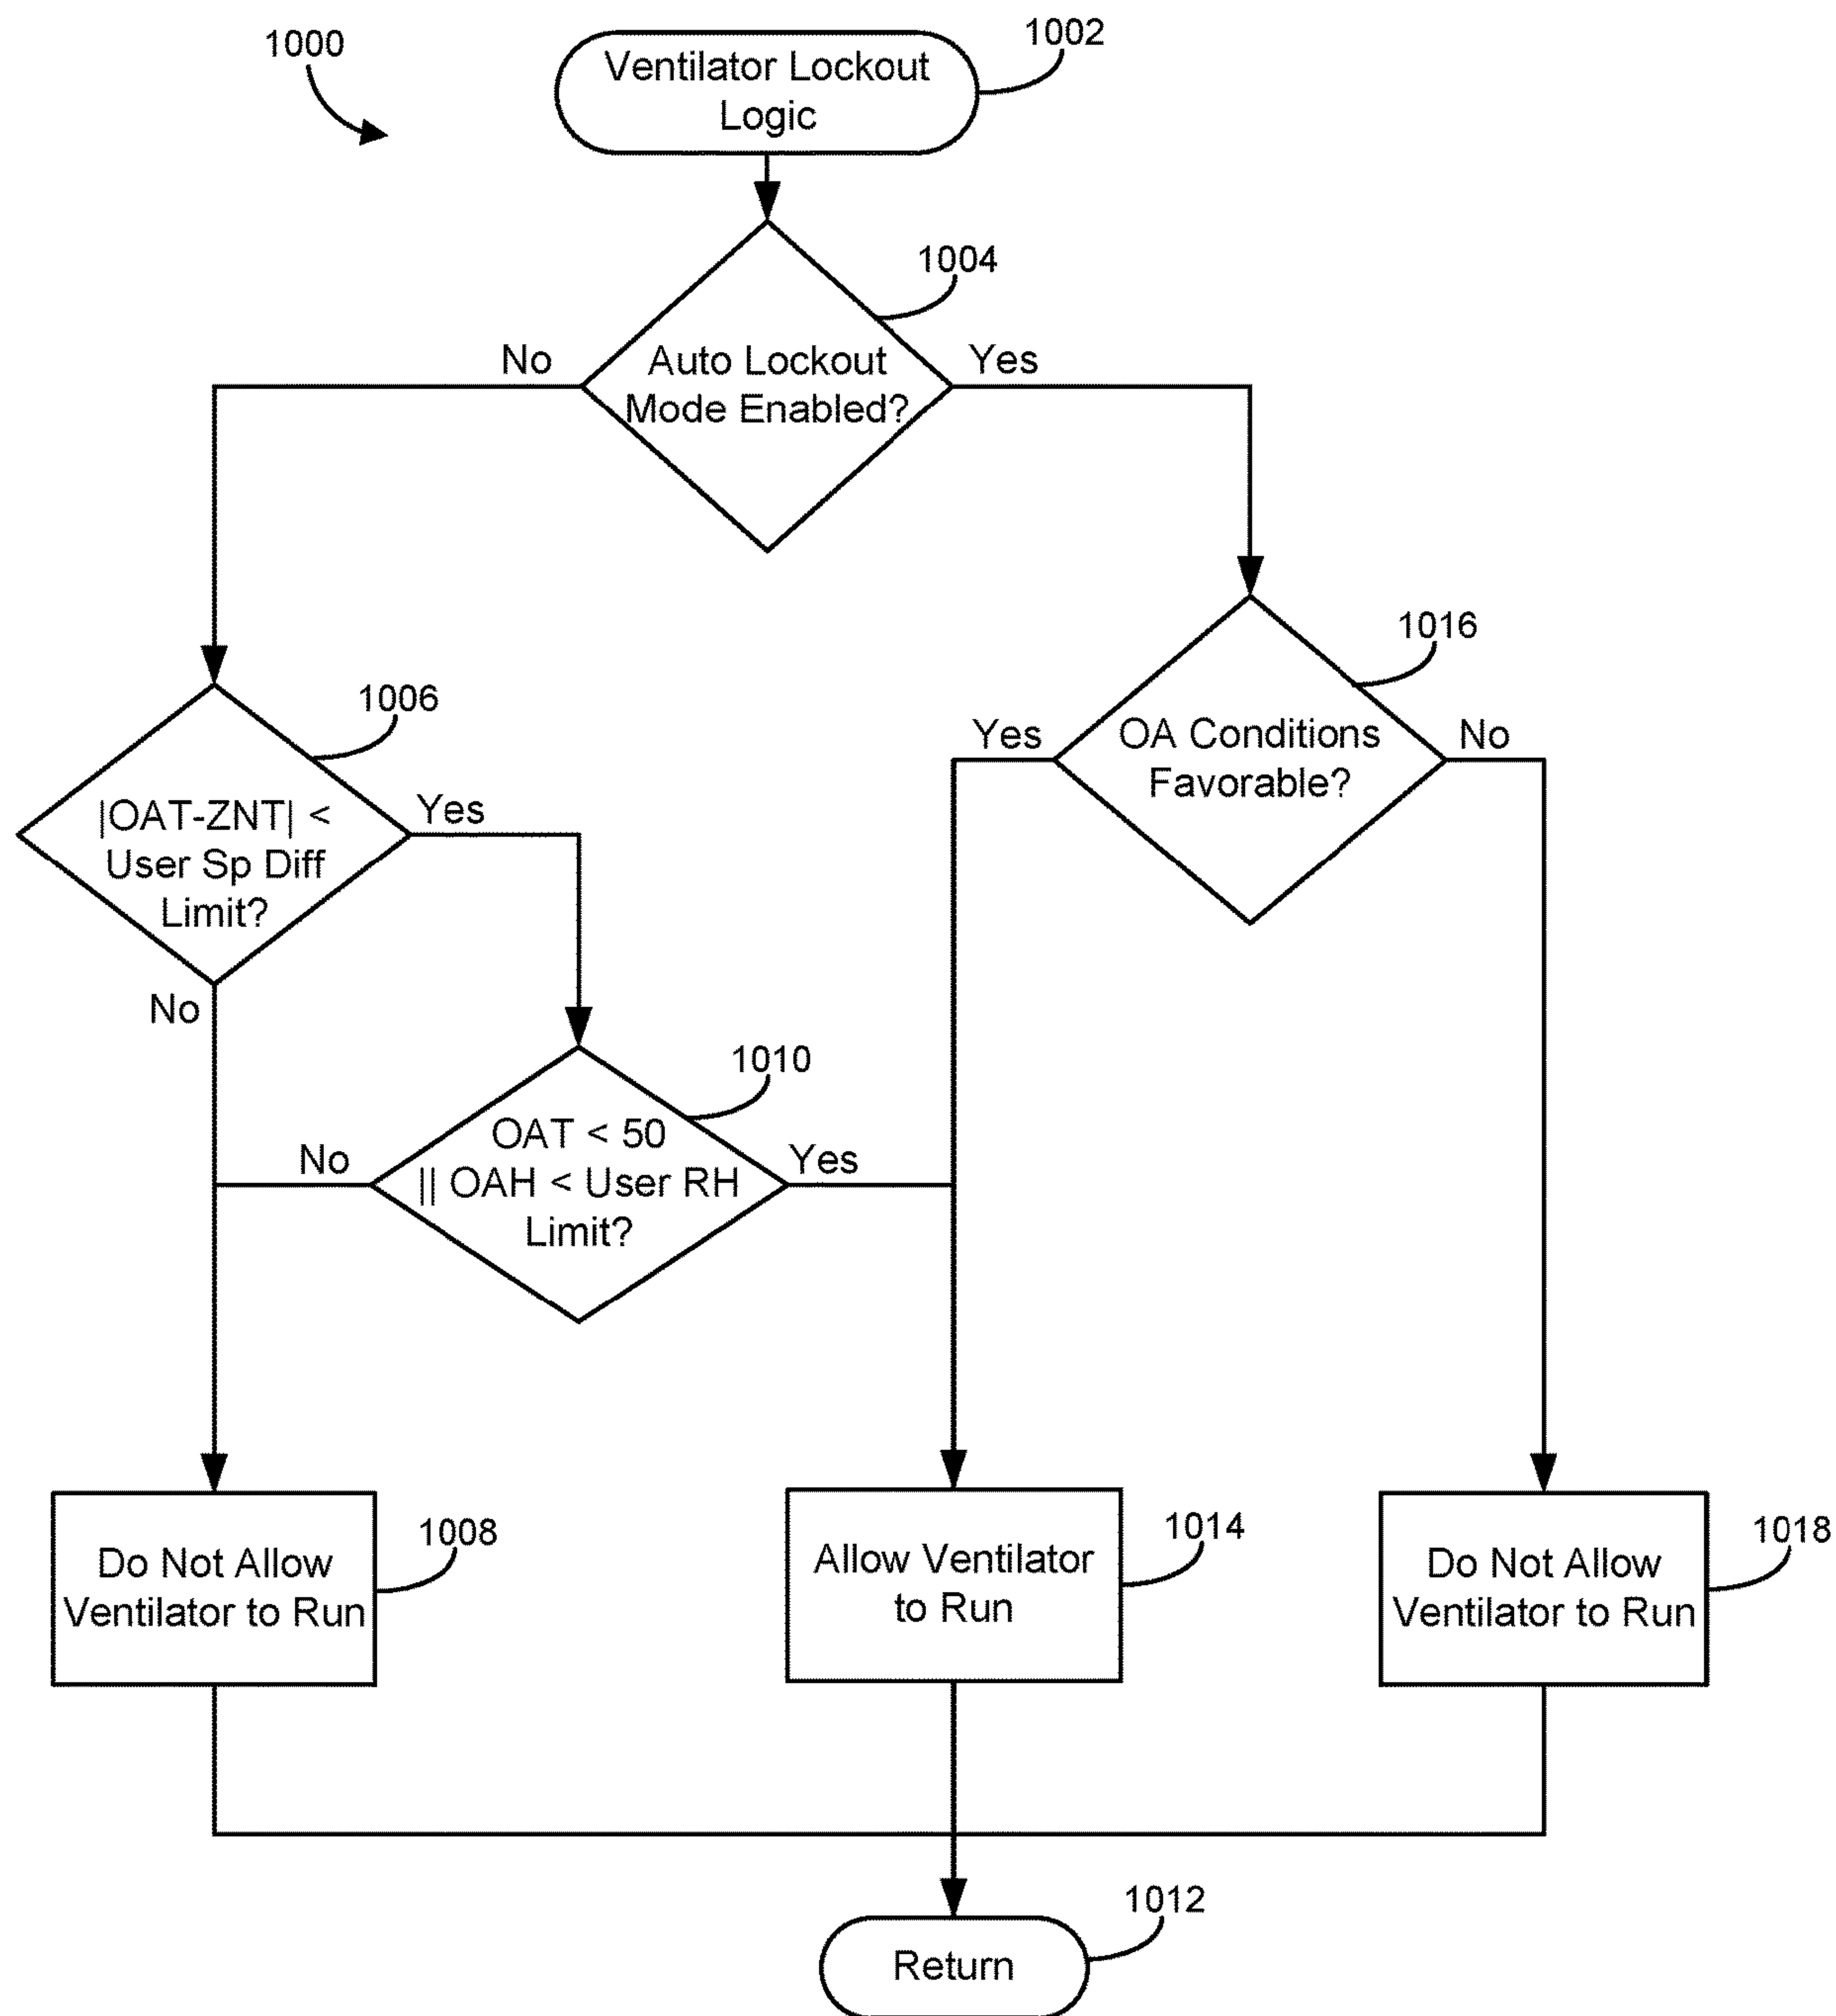 1000
Ventilator Lockout
Logic
1002
1004
No
Auto Lockout
Mode Enabled?
Yes
1006
|OAT-ZNT| <
User Sp Diff
Limit?
Yes
No
1016
Yes
OA Conditions
Favorable?
No
1010
No
OAT < 50
|| OAH < User RH
Limit?
Yes
Do Not Allow
Ventilator to Run
1008
Allow Ventilator
to Run
1014
Do Not Allow
Ventilator to Run
1018
1012
Return